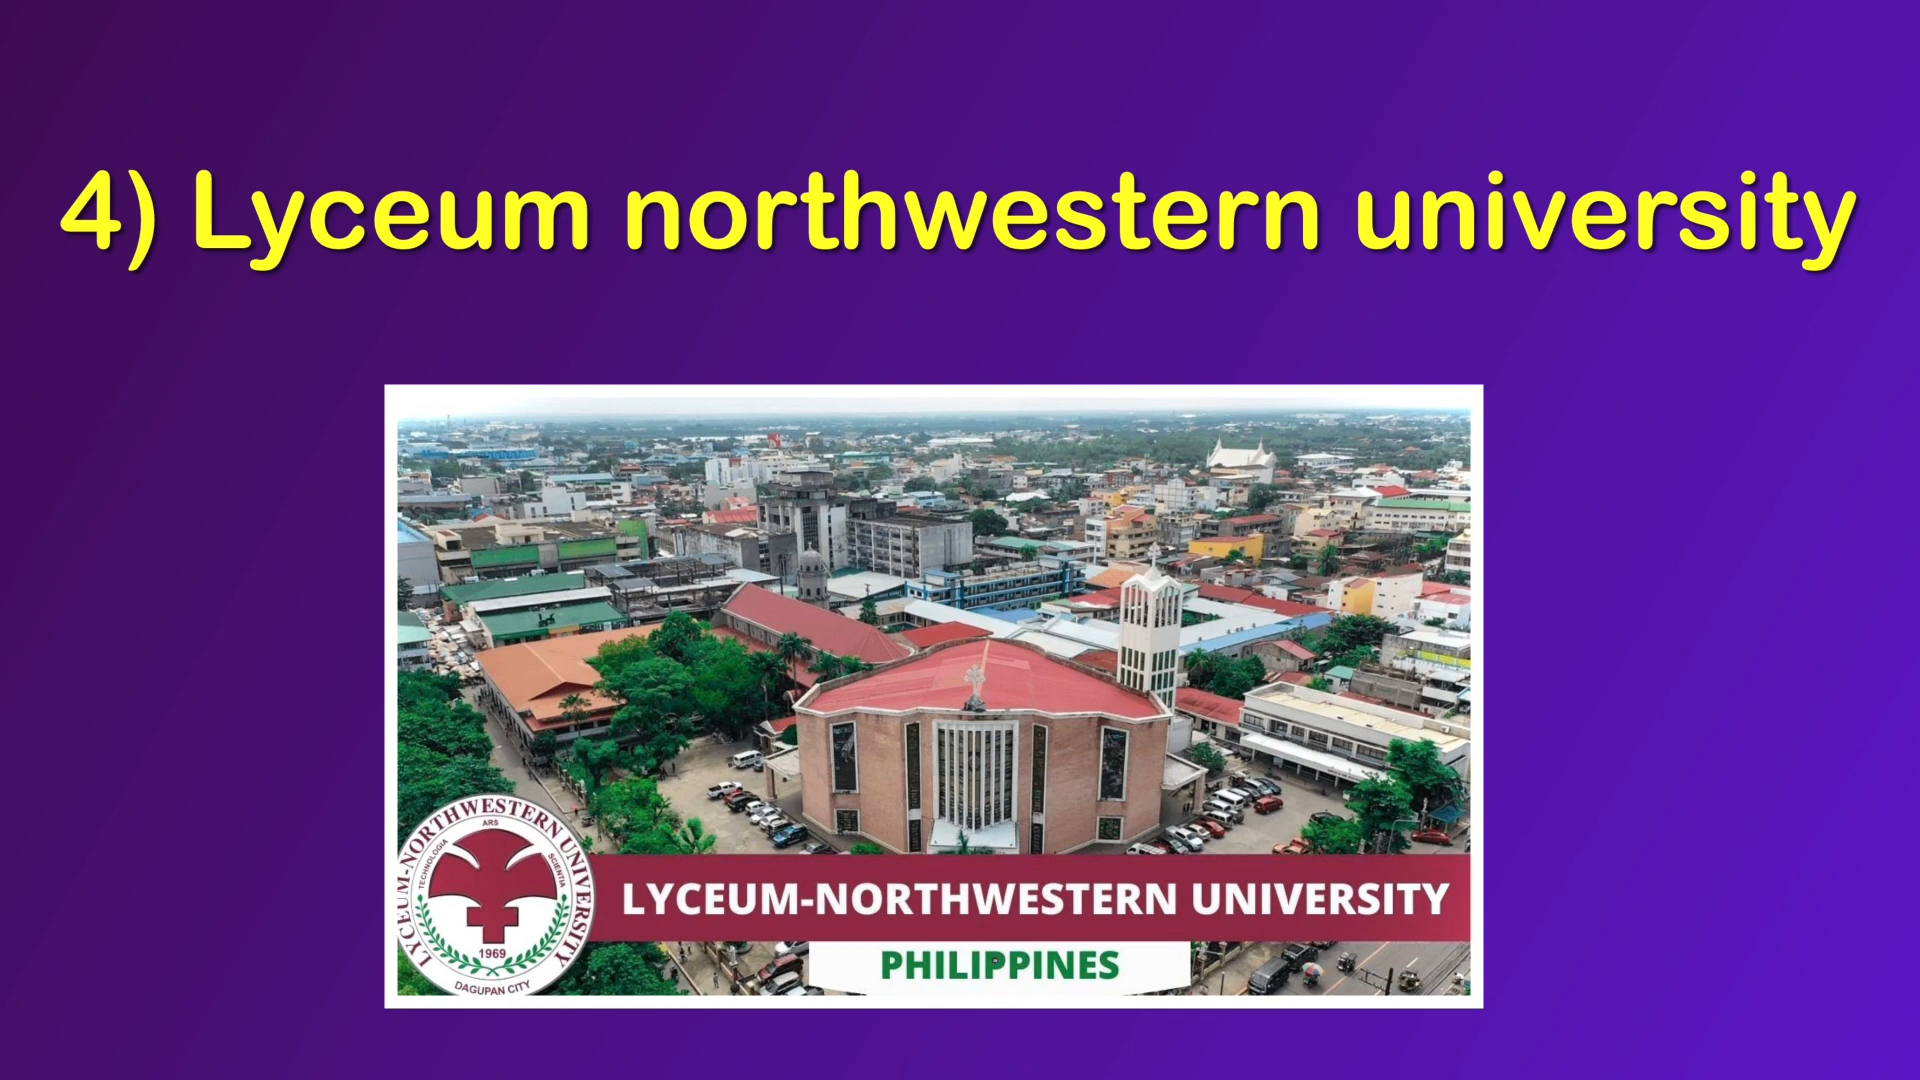 4) Lyceum northwestern university
LYCEUM-NORTHWESTERN UNIVERSITY
ARS
TECHNOLOGIA
SCIENTIA
1969
DAGUPAN CITY
LYCEUM-NORTHWESTERN UNIVERSITY
PHILIPPINES